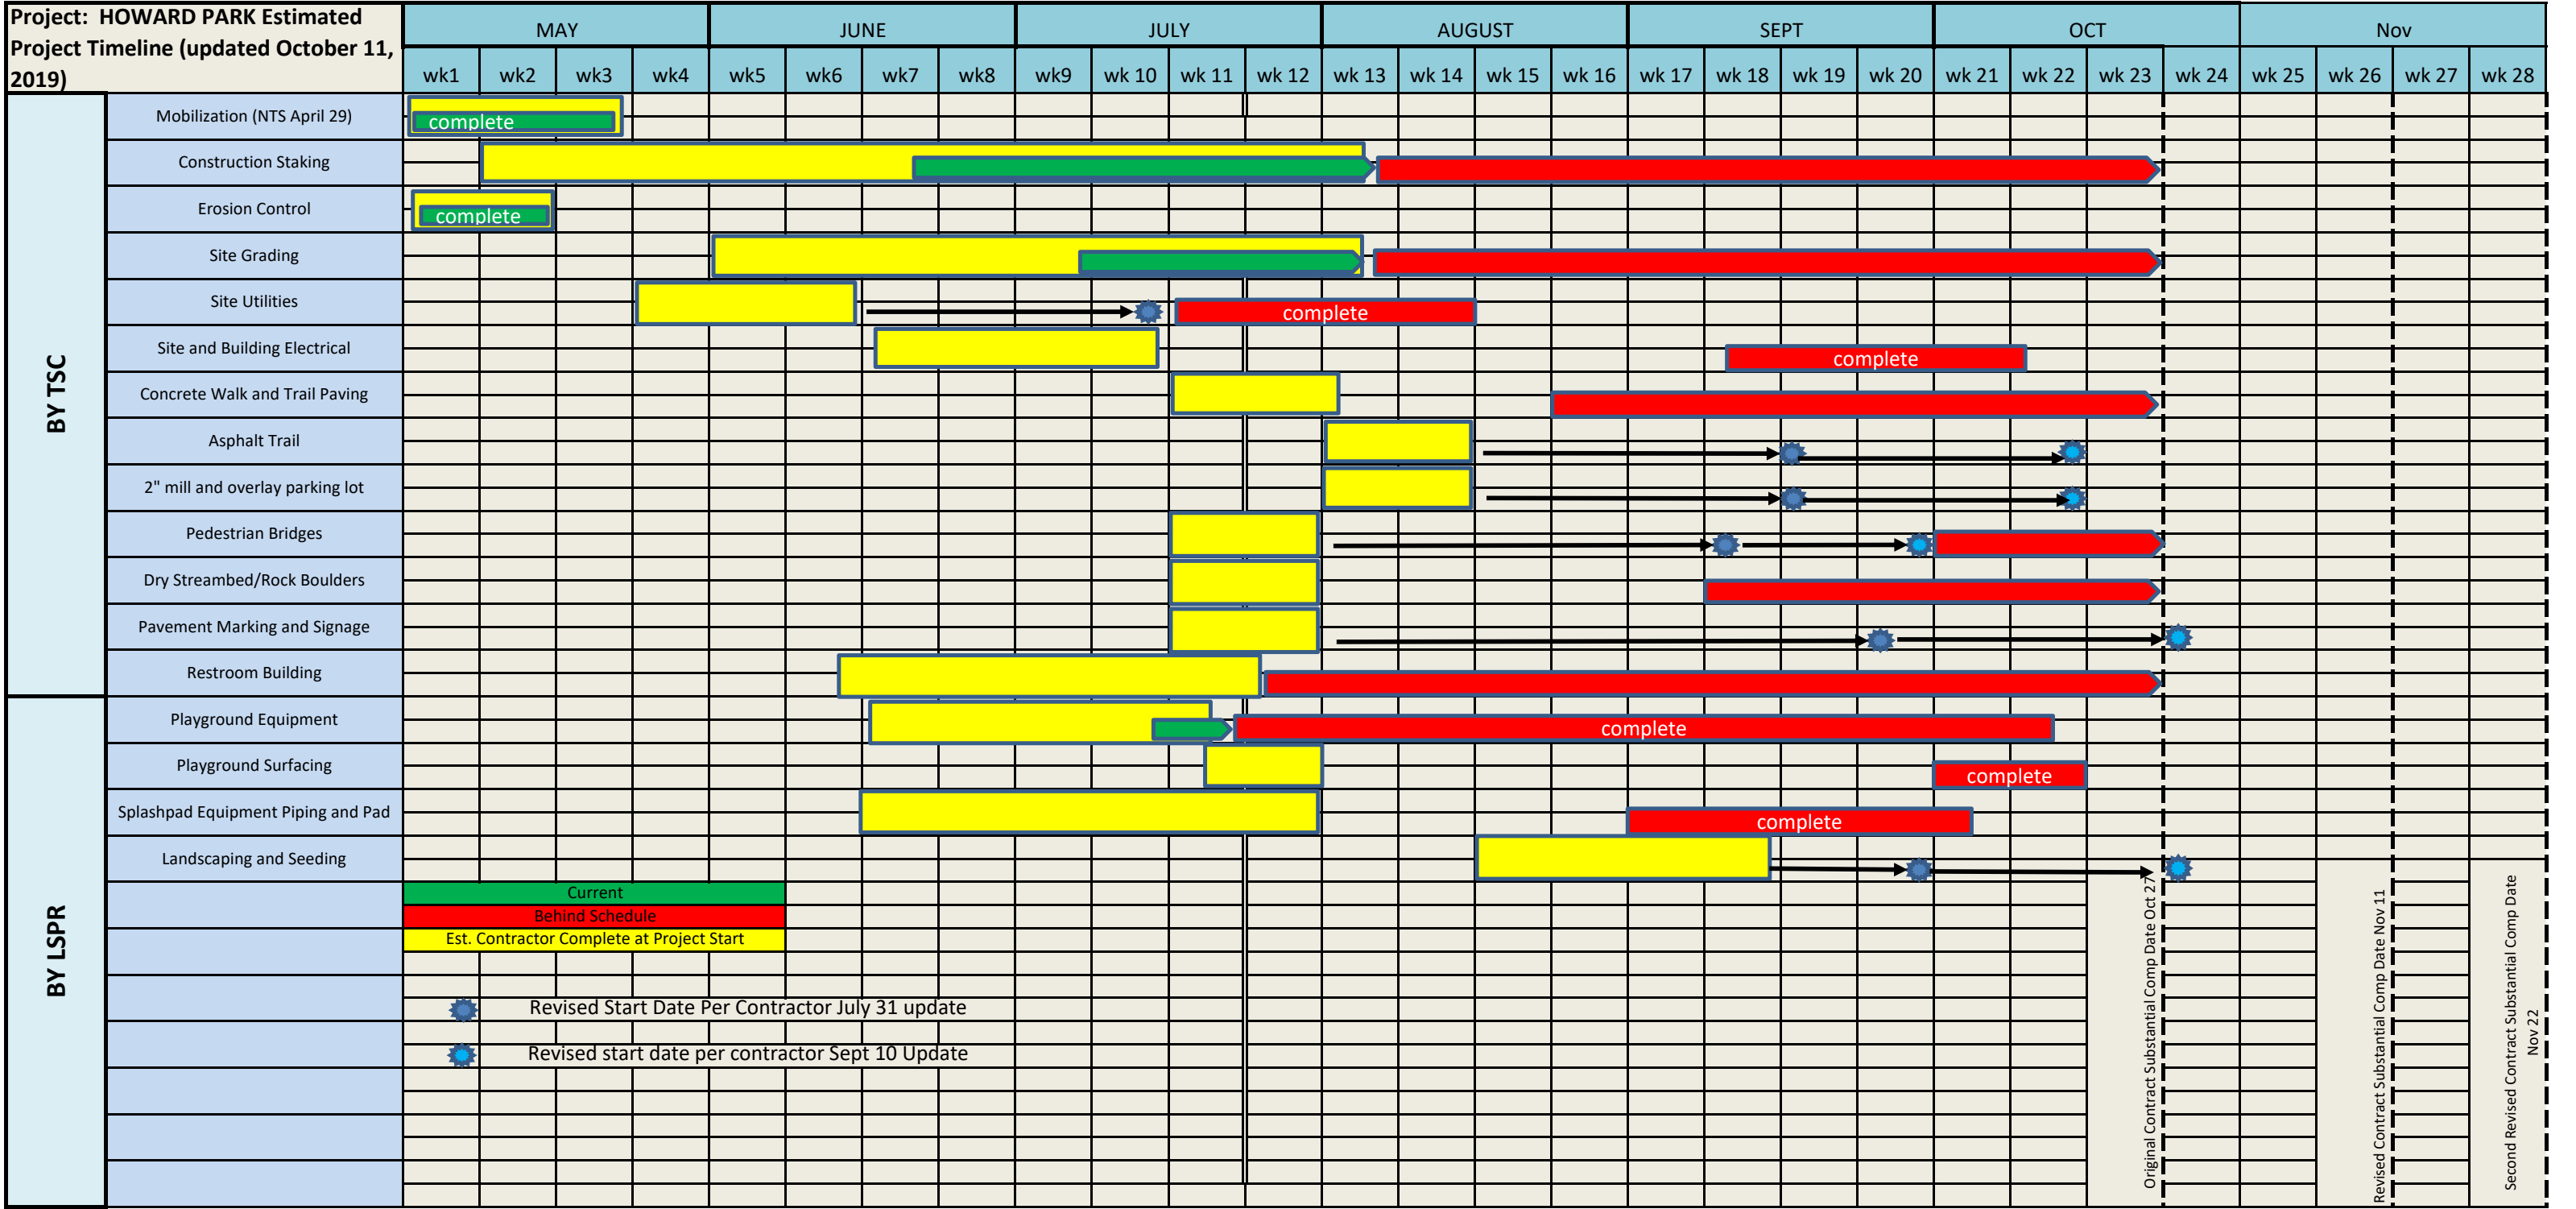 Project:  HOWARD PARK Estimated
Project Timeline (updated October 11,
2019)
MAY
JUNE
JULY
AUGUST
SEPT
OCT
Nov
wk1
wk2
wk3
wk4
wk5
wk6
wk7
wk8
wk9
wk 10
wk 11
wk 12
wk 13
wk 14
wk 15
wk 16
wk 17
wk 18
wk 19
wk 20
wk 21
wk 22
wk 23
wk 24
wk 25
wk 26
wk 27
wk 28
BY TSC
Mobilization (NTS April 29)
complete
Construction Staking
Erosion Control
complete
Site Grading
Site Utilities
complete
Site and Building Electrical
complete
Concrete Walk and Trail Paving
Asphalt Trail
2" mill and overlay parking lot
Pedestrian Bridges
Dry Streambed/Rock Boulders
Pavement Marking and Signage
Restroom Building
BY LSPR
Playground Equipment
complete
Playground Surfacing
complete
Splashpad Equipment Piping and Pad
complete
Landscaping and Seeding
Current
Behind Schedule
Est. Contractor Complete at Project Start
Revised Start Date Per Contractor July 31 update
Revised start date per contractor Sept 10 Update
Original Contract Substantial Comp Date Oct 27
Revised Contract Substantial Comp Date Nov 11
Second Revised Contract Substantial Comp Date
Nov 22